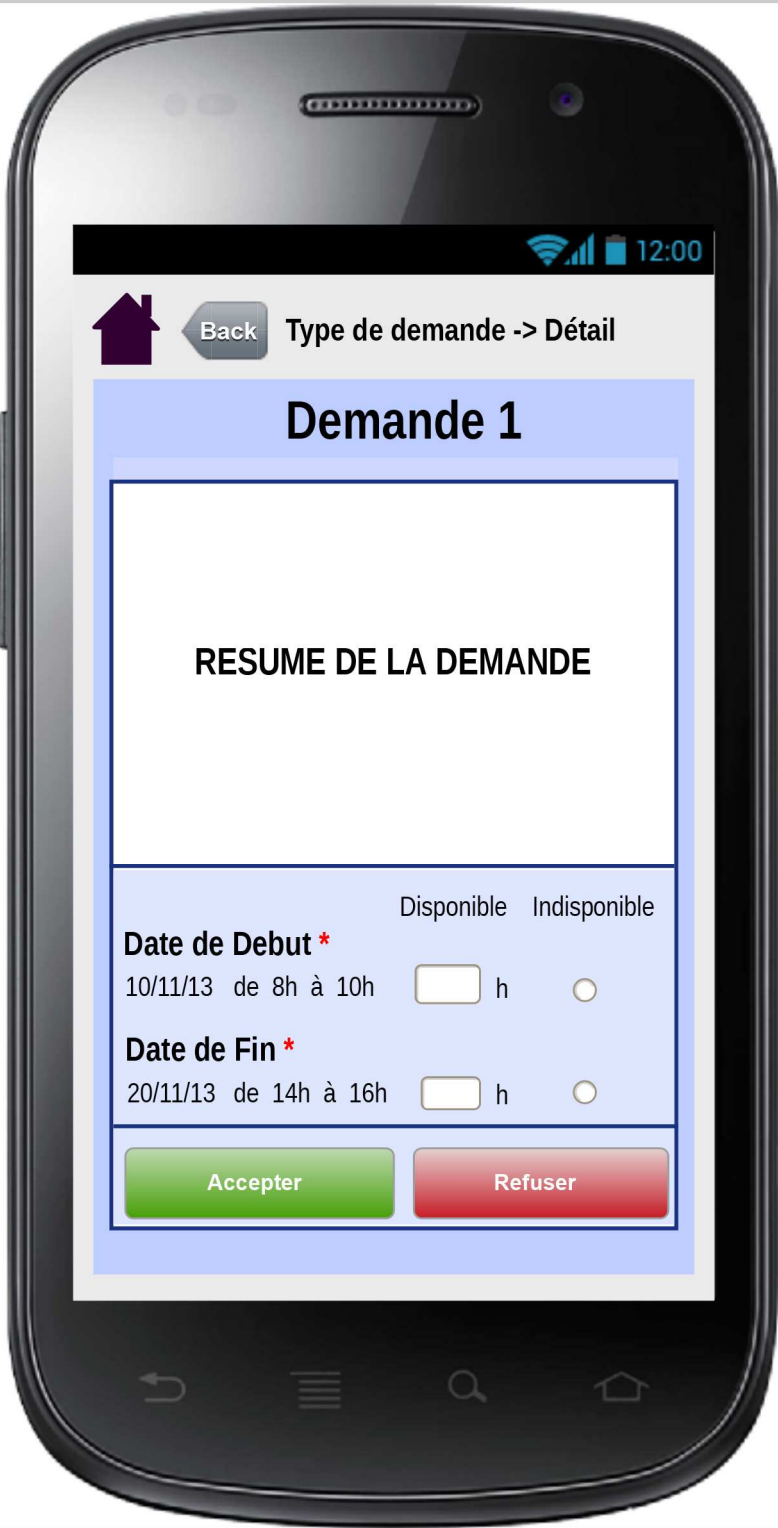 12:00
Back Type de demande -> Détail
Demande 1
RESUME DE LA DEMANDE
Disponible Indisponible
Date de Debut *
10/11/13 de 8h à 10h h
Date de Fin *
20/11/13 de 14h à 16h h
Accepter Refuser